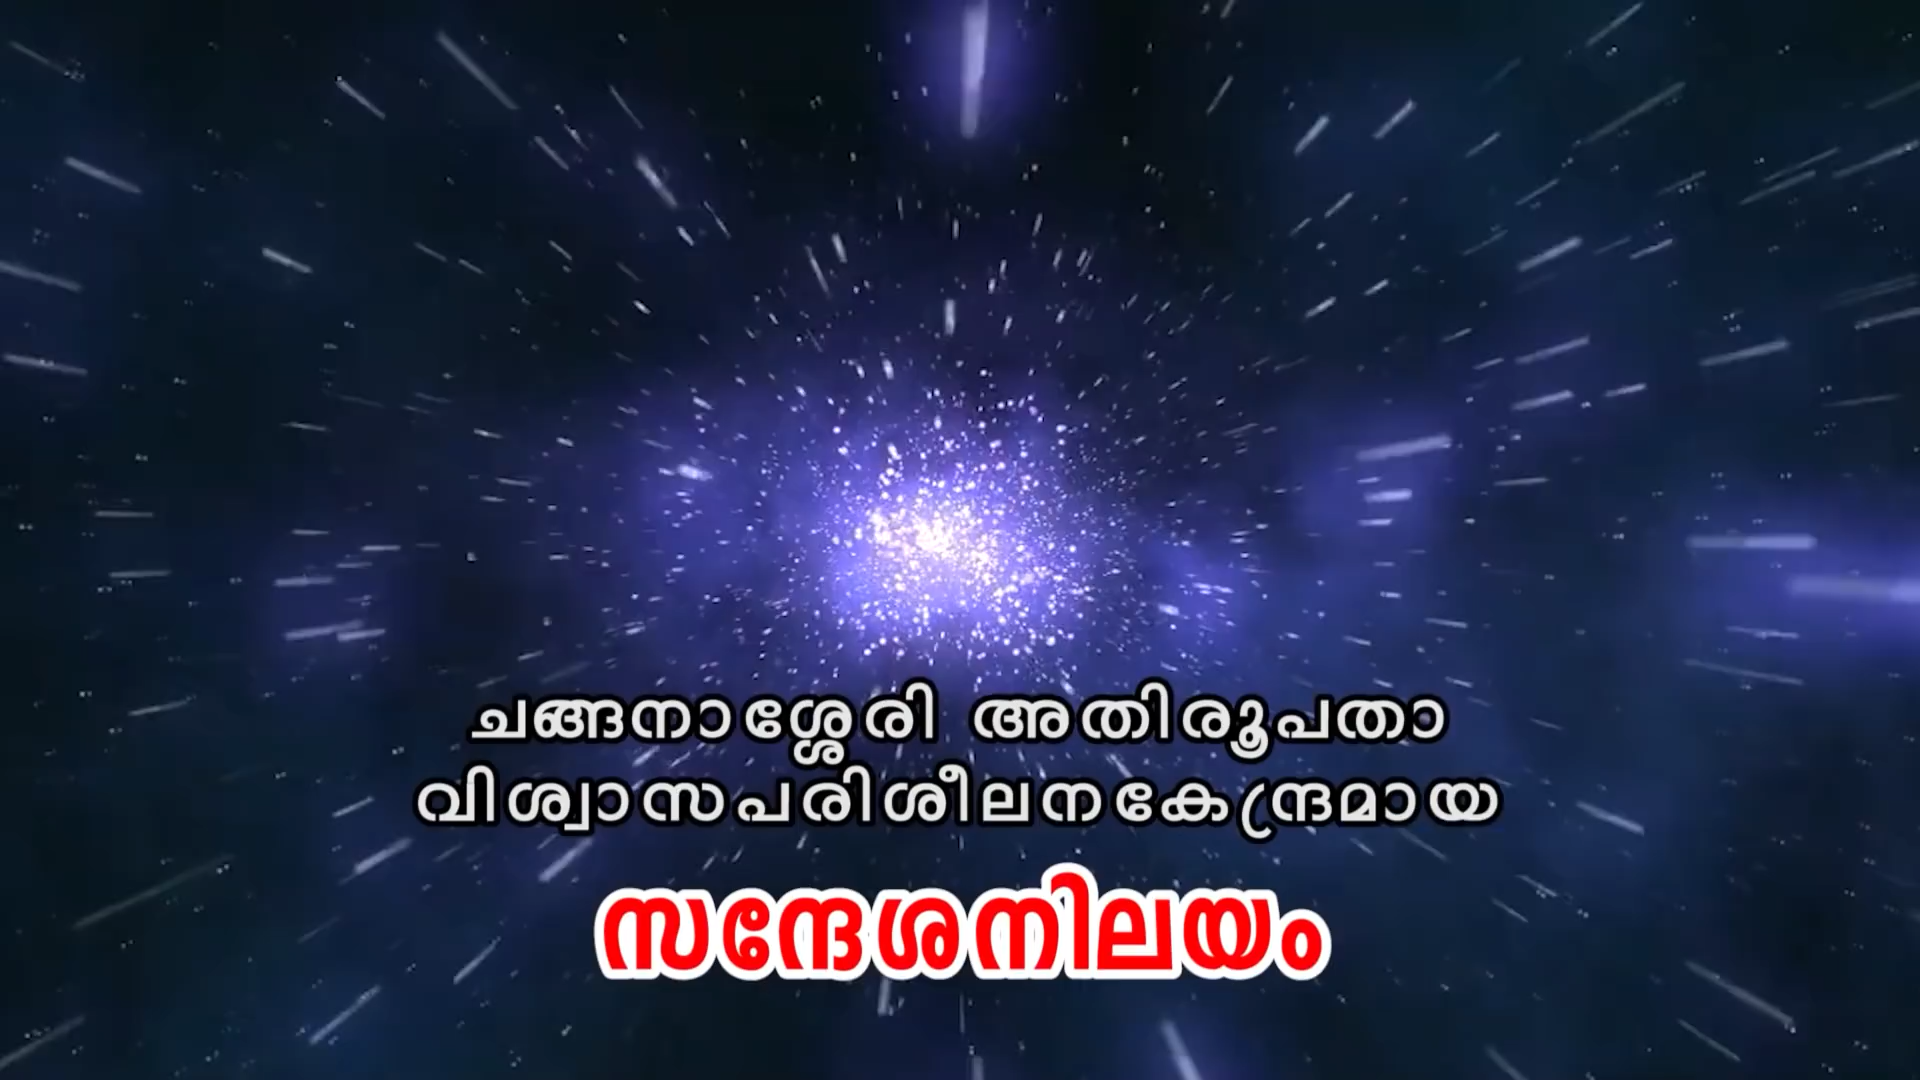 ചങ്ങനാശ്ശേരി അതിരൂപതാ
വിശ്വാസപരിശീലനകേന്ദ്രമായ
സന്ദേശനിലയം